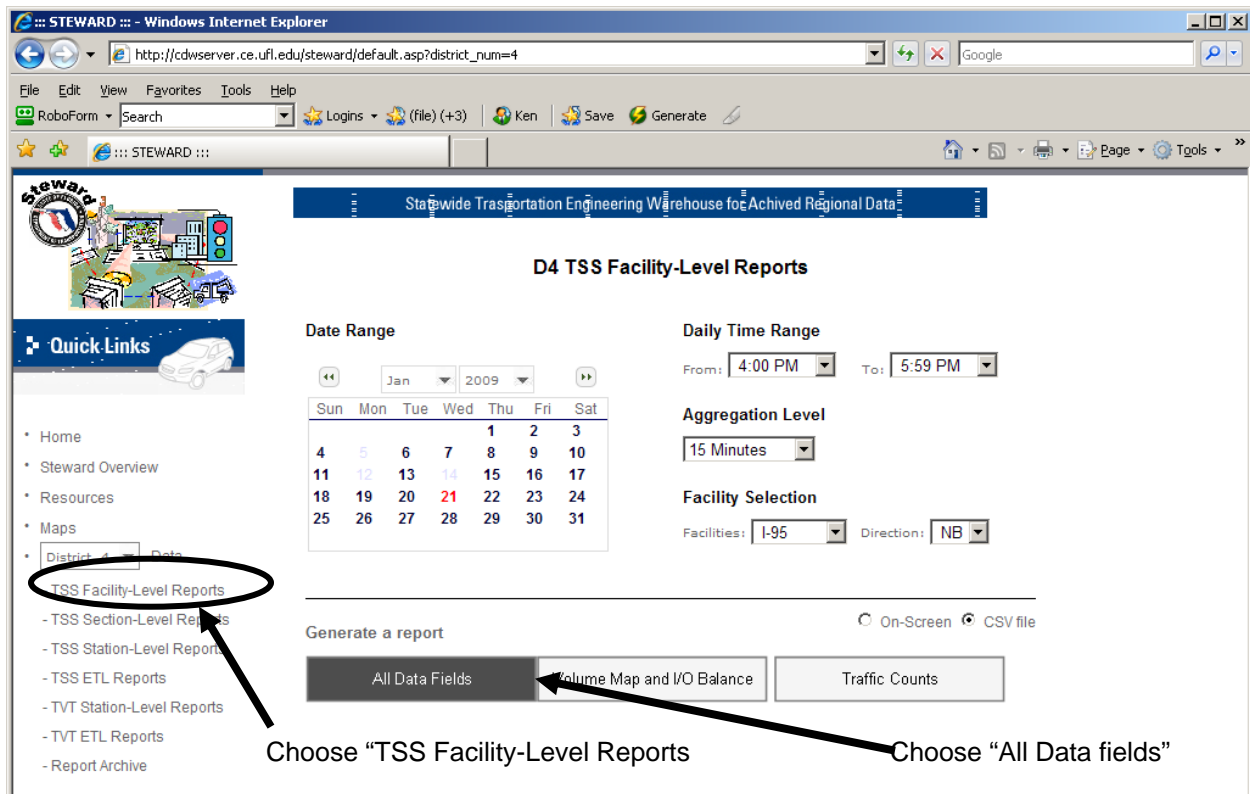 ::: STEWARD ::: - Windows Internet Explorer
http://cdwserver.ce.ufl.edu/steward/default.asp?district_num=4
Google
File Edit View Favorites Tools Help
RoboForm Search Logins (file) (+3) Ken Save Generate
::: STEWARD :::
Page Tools »
Steward
Statewide Trasportation Engineering Warehouse for Achived Regional Data
D4 TSS Facility-Level Reports
Quick Links
Date Range
Daily Time Range
Jan 2009
From: 4:00 PM To: 5:59 PM
Sun Mon Tue Wed Thu Fri Sat
1 2 3
4 5 6 7 8 9 10
11 12 13 14 15 16 17
18 19 20 21 22 23 24
25 26 27 28 29 30 31
Aggregation Level
15 Minutes
Facility Selection
Facilities: I-95 Direction: NB
Home
Steward Overview
Resources
Maps
District 4 Data
- TSS Facility-Level Reports
- TSS Section-Level Reports
- TSS Station-Level Reports
- TSS ETL Reports
- TVT Station-Level Reports
- TVT ETL Reports
- Report Archive
Generate a report
On-Screen CSV file
All Data Fields
Volume Map and I/O Balance
Traffic Counts
Choose “TSS Facility-Level Reports
Choose “All Data fields”